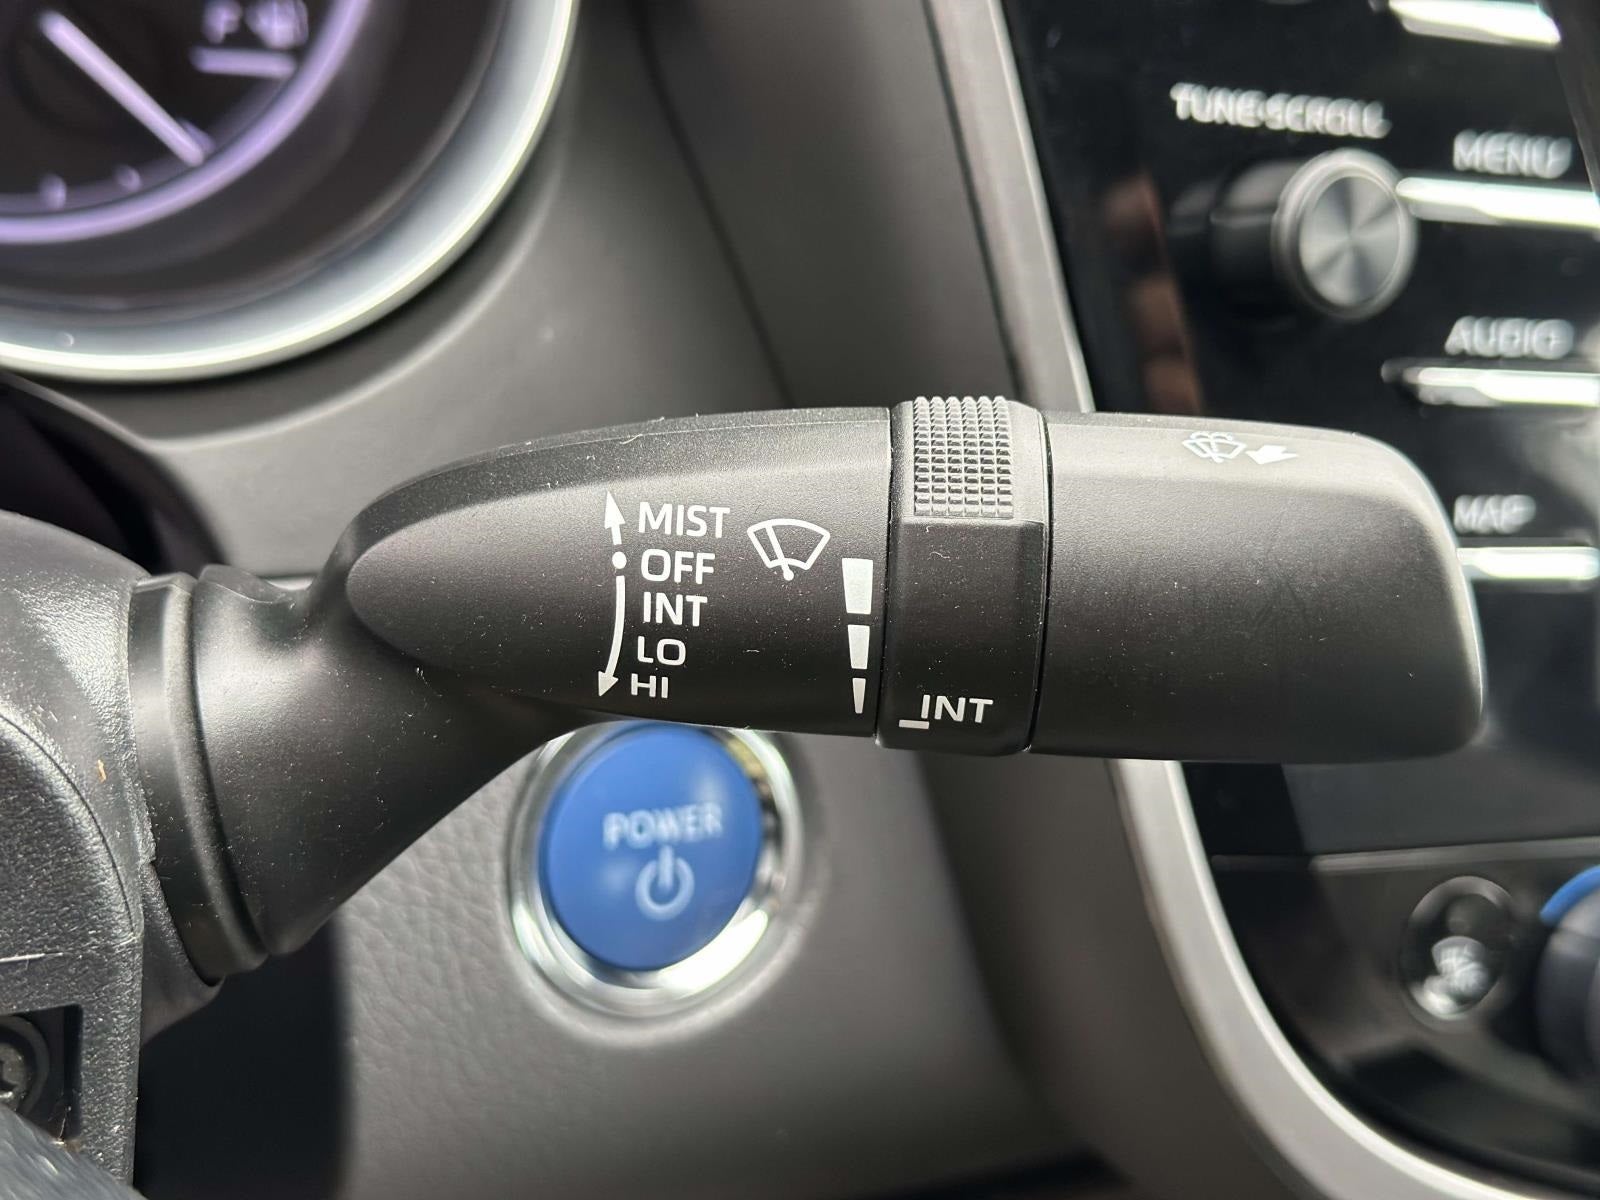 TUNE·SCROLL
MENU
AUDIO
MAP
MIST
OFF
INT
LO
HI
INT
POWER